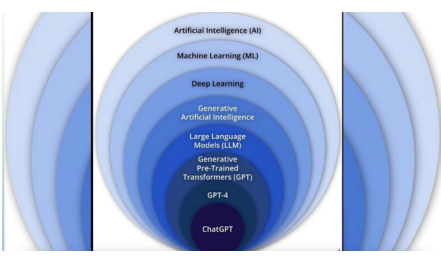 Artificial Intelligence (AI)
Machine Learning (ML)
Deep Learning
Generative
Artificial Intelligence
Large Language
Models (LLM)
Generative
Pre-Trained
Transformers (GPT)
GPT-4
ChatGPT